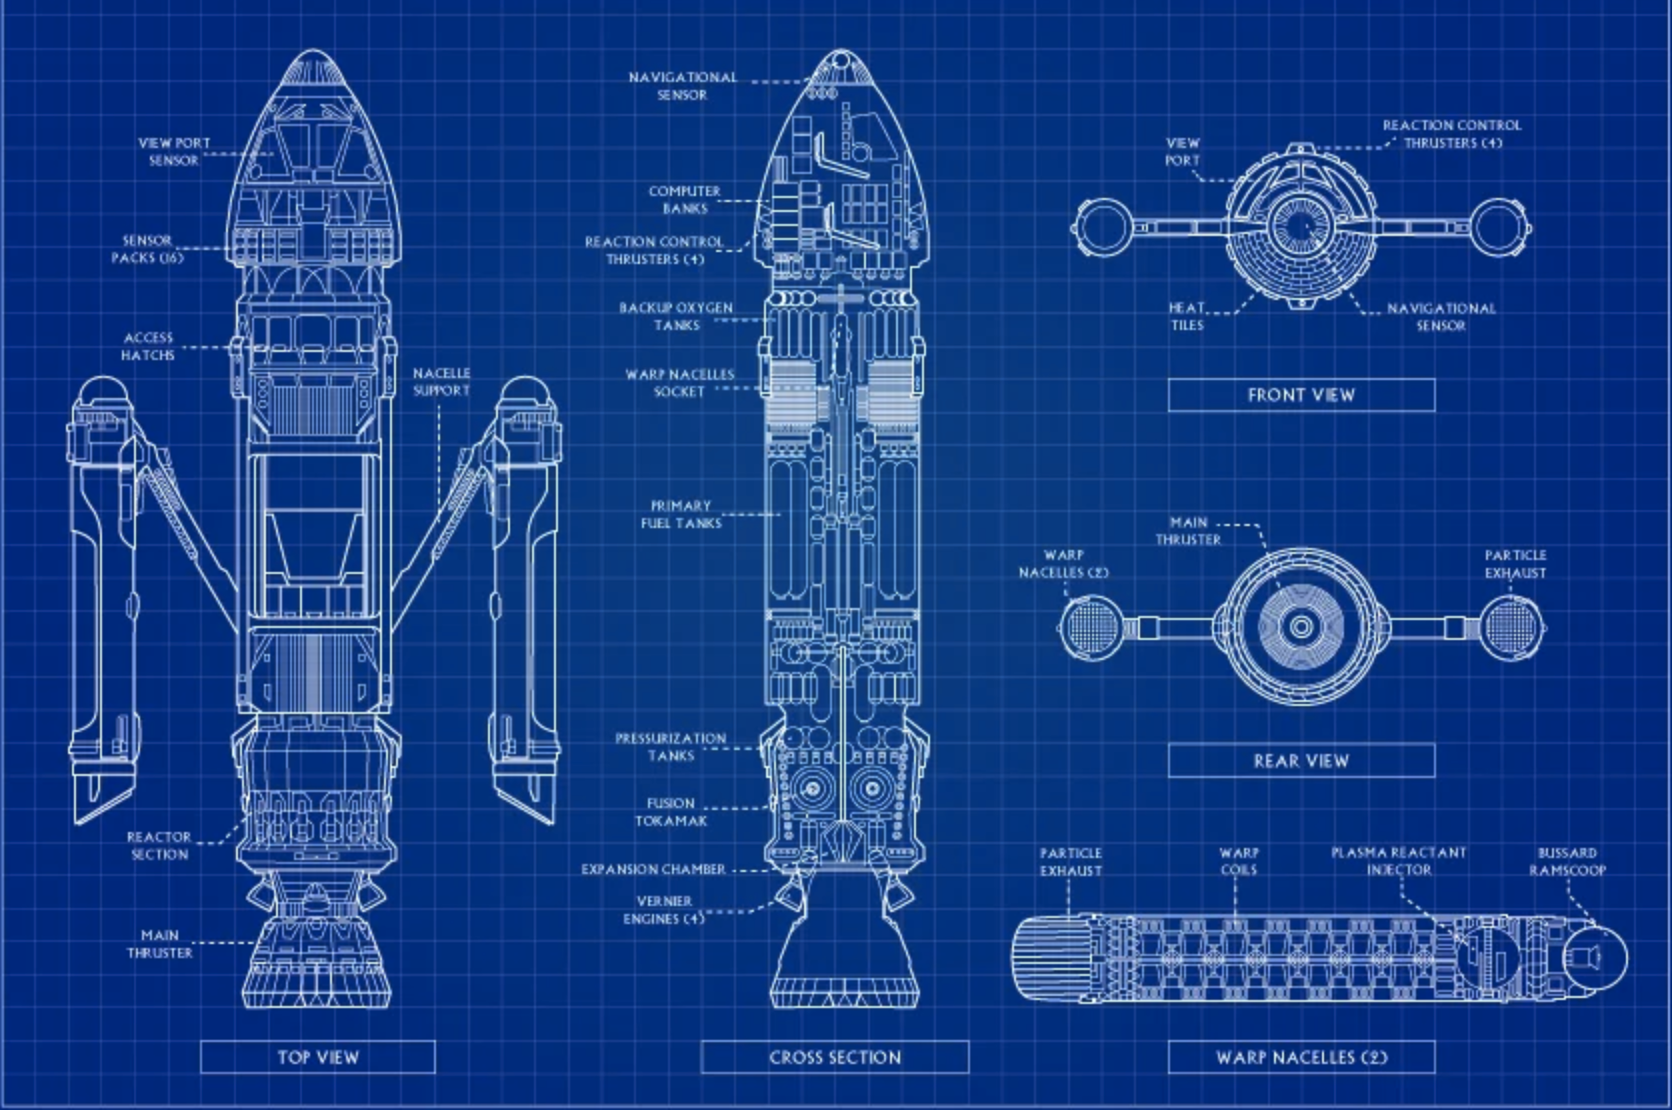 VIEW PORT
SENSOR
SENSOR
PACKS (16)
ACCESS
HATCHS
NACELLE
SUPPORT
REACTOR
SECTION
MAIN
THRUSTER
TOP VIEW
NAVIGATIONAL
SENSOR
COMPUTER
BANKS
REACTION CONTROL
THRUSTERS (4)
BACKUP OXYGEN
TANKS
WARP NACELLES
SOCKET
PRIMARY
FUEL TANKS
PRESSURIZATION
TANKS
FUSION
TOKAMAK
EXPANSION CHAMBER
VERNIER
ENGINES (4)
CROSS SECTION
REACTION CONTROL
THRUSTERS (4)
VIEW
PORT
HEAT
TILES
NAVIGATIONAL
SENSOR
FRONT VIEW
MAIN
THRUSTER
WARP
NACELLES (2)
PARTICLE
EXHAUST
REAR VIEW
PARTICLE
EXHAUST
WARP
COILS
PLASMA REACTANT
INJECTOR
BUSSARD
RAMSCOOP
WARP NACELLES (2)